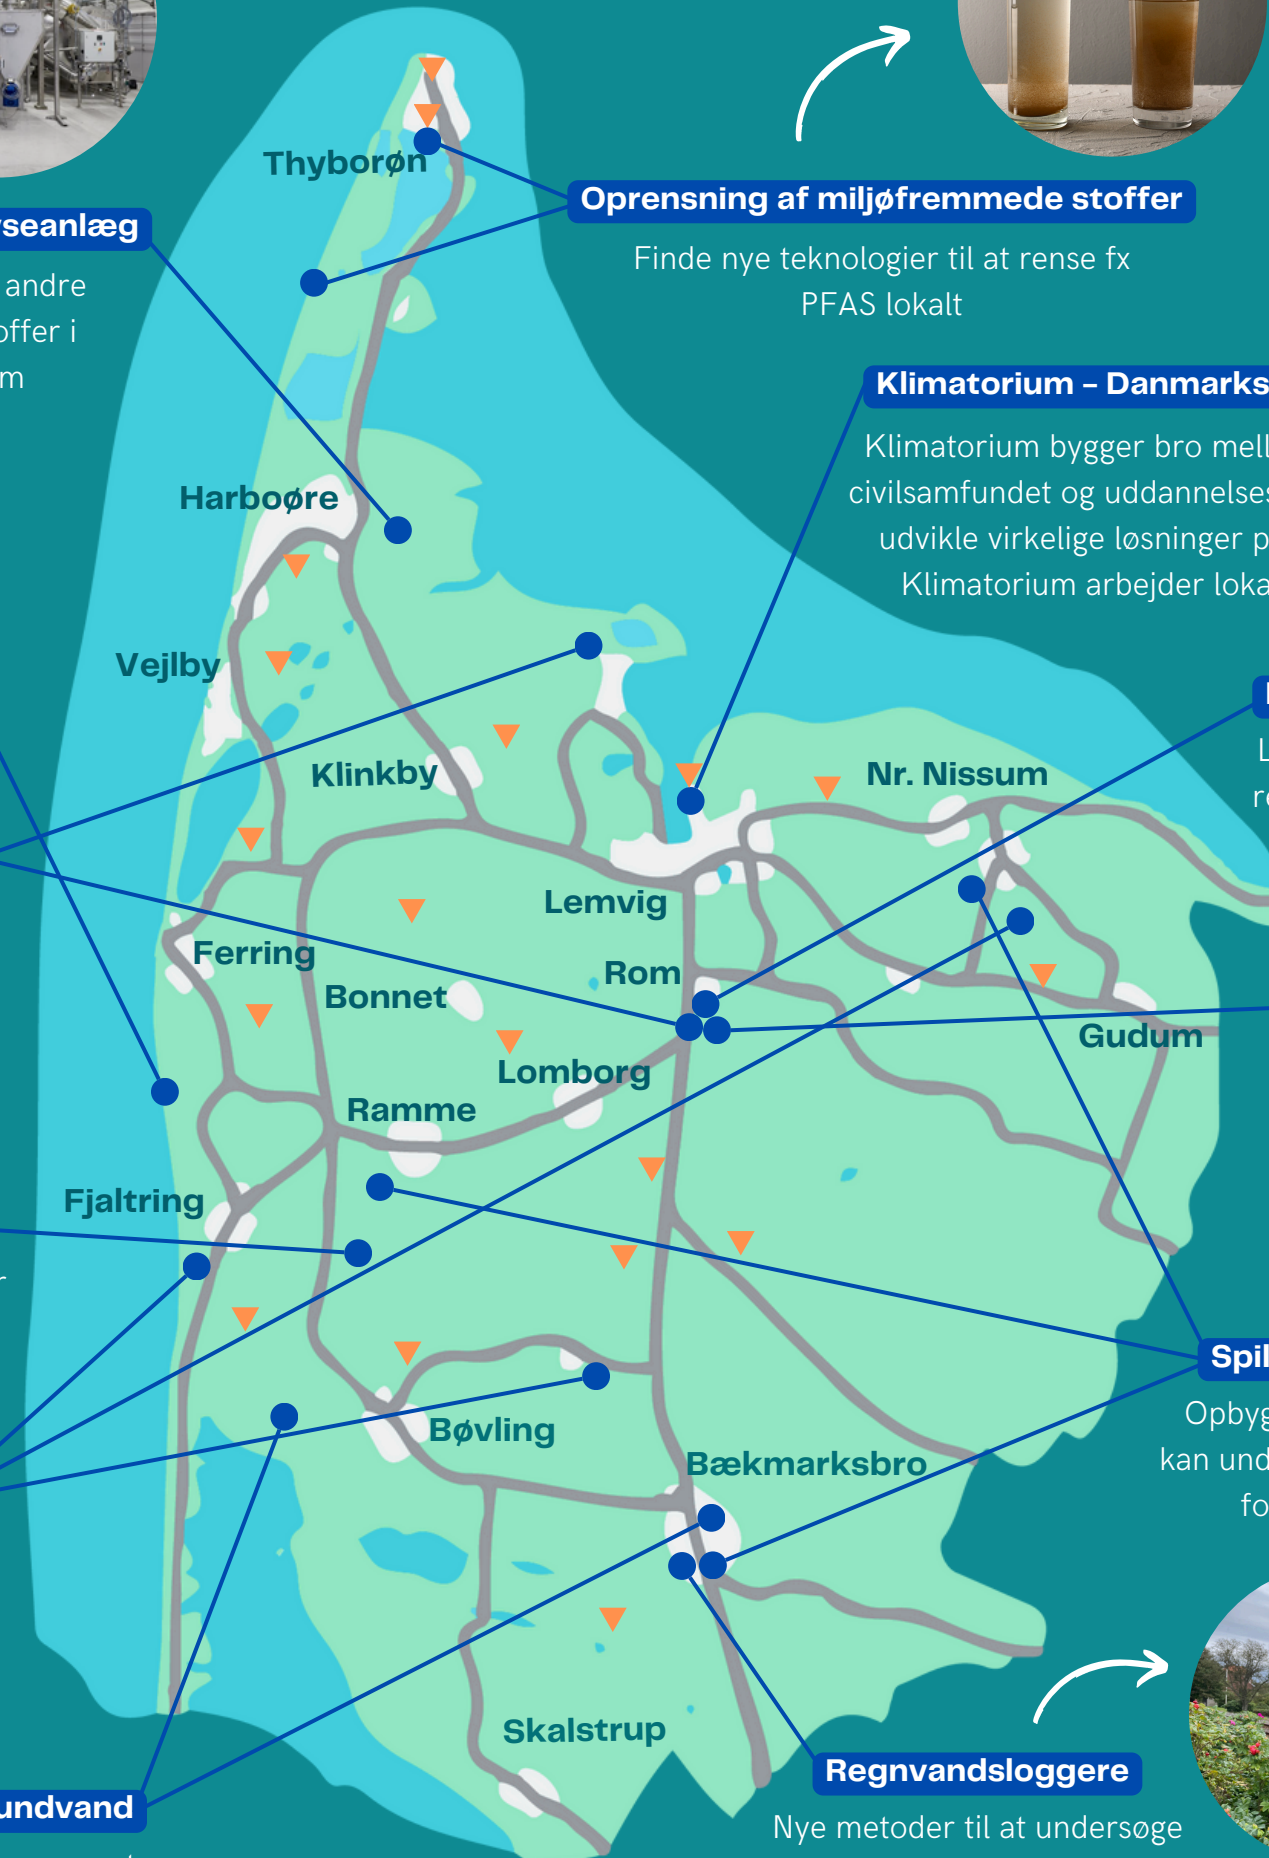 Thyborøn
Oprensning af miljøfremmede stoffer
Finde nye teknologier til at rense fx
PFAS lokalt
yseanlæg
andre
offer i
m
Klimatorium – Danmarks
Klimatorium bygger bro mell
civilsamfundet og uddannelses
udvikle virkelige løsninger p
Klimatorium arbejder loka
Harboøre
Vejlby
Klinkby
Nr. Nissum
L
re
Lemvig
Ferring
Rom
Bonnet
Gudum
Lomborg
Ramme
Fjaltring
r
Spil
Opbyg
kan und
fo
Bøvling
Bækmarksbro
Skalstrup
Regnvandsloggere
Nye metoder til at undersøge
undvand